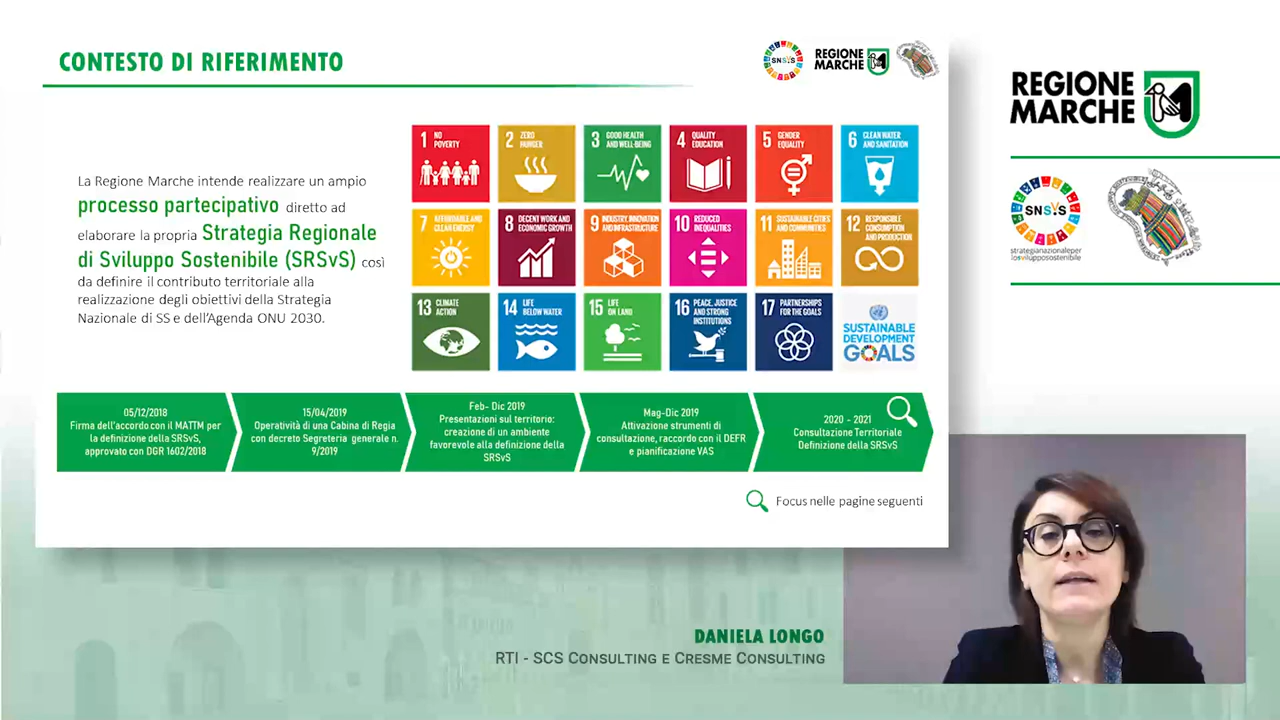 CONTESTO DI RIFERIMENTO
SNSVS
REGIONE
MARCHE
La Regione Marche intende realizzare un ampio
processo partecipativo diretto ad
elaborare la propria Strategia Regionale
di Sviluppo Sostenibile (SRSvS) così
da definire il contributo territoriale alla
realizzazione degli obiettivi della Strategia
Nazionale di SS e dell'Agenda ONU 2030.
1 NO
POVERTY
2 ZERO
HUNGER
3 GOOD HEALTH
AND WELL-BEING
4 QUALITY
EDUCATION
5 GENDER
EQUALITY
6 CLEAN WATER
AND SANITATION
7 AFFORDABLE AND
CLEAN ENERGY
8 DECENT WORK AND
ECONOMIC GROWTH
9 INDUSTRY, INNOVATION
AND INFRASTRUCTURE
10 REDUCED
INEQUALITIES
11 SUSTAINABLE CITIES
AND COMMUNITIES
12 RESPONSIBLE
CONSUMPTION
AND PRODUCTION
13 CLIMATE
ACTION
14 LIFE
BELOW WATER
15 LIFE
ON LAND
16 PEACE, JUSTICE
AND STRONG
INSTITUTIONS
17 PARTNERSHIPS
FOR THE GOALS
SUSTAINABLE
DEVELOPMENT
GOALS
05/12/2018
Firma dell'accordo con il MATTM per
la definizione della SRSvS,
approvato con DGR 1602/2018
15/04/2019
Operatività di una Cabina di Regia
con decreto Segreteria generale n.
9/2019
Feb- Dic 2019
Presentazioni sul territorio:
creazione di un ambiente
favorevole alla definizione della
SRSvS
Mag-Dic 2019
Attivazione strumenti di
consultazione, raccordo con il DEFR
e pianificazione VAS
2020 - 2021
Consultazione Territoriale
Definizione della SRSvS
Focus nelle pagine seguenti
REGIONE
MARCHE
SNSVS
strategianazionaleper
losvilupposostenibile
DANIELA LONGO
RTI - SCS CONSULTING E CRESME CONSULTING